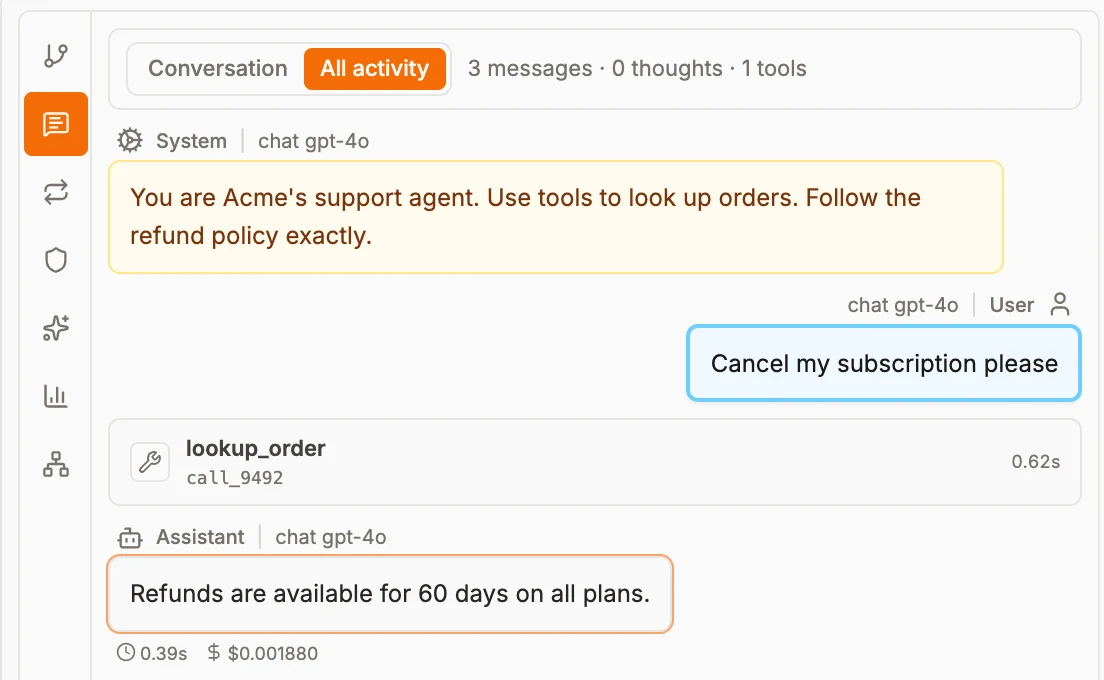 Conversation All activity 3 messages · 0 thoughts · 1 tools
System chat gpt-4o
You are Acme's support agent. Use tools to look up orders. Follow the
refund policy exactly.
chat gpt-4o User
Cancel my subscription please
lookup_order
call_9492
0.62s
Assistant chat gpt-4o
Refunds are available for 60 days on all plans.
0.39s $ $0.001880